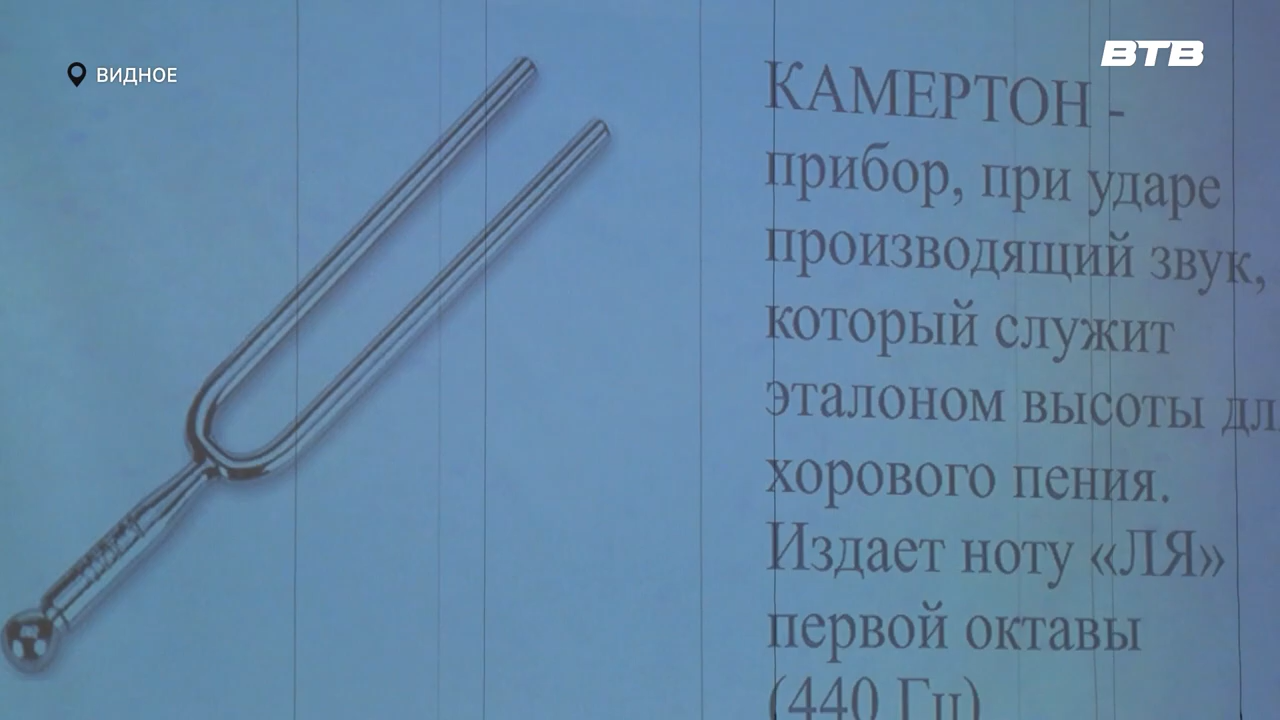 ВИДНОЕ
ВТВ
КАМЕРТОН -
прибор, при ударе
производящий звук,
который служит
эталоном высоты
хорового пения.
Издает ноту «ЛЯ»
первой октавы
(440 Гц)